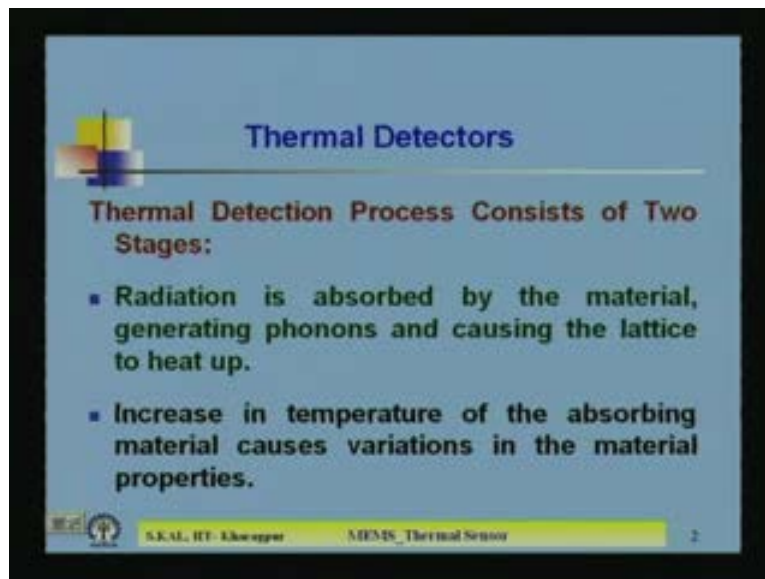 Thermal Detectors
Thermal Detection Process Consists of Two
Stages:
Radiation is absorbed by the material,
generating phonons and causing the lattice
to heat up.
Increase in temperature of the absorbing
material causes variations in the material
properties.
S.KAL, IIT- Kharagpur MEMS_Thermal Sensor 2